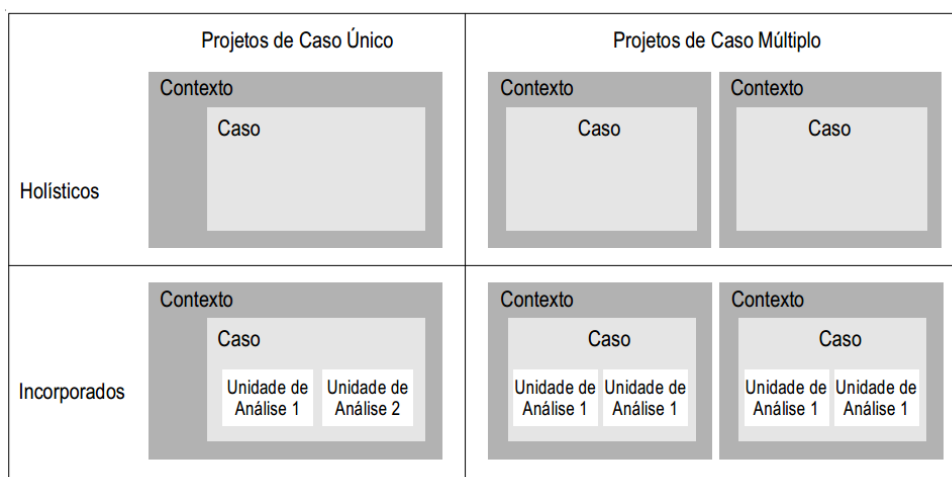 Projetos de Caso Único
Projetos de Caso Múltiplo
Holísticos
Contexto
Caso
Contexto
Caso
Contexto
Caso
Incorporados
Contexto
Caso
Unidade de
Análise 1
Unidade de
Análise 2
Contexto
Caso
Unidade de
Análise 1
Unidade de
Análise 1
Contexto
Caso
Unidade de
Análise 1
Unidade de
Análise 1